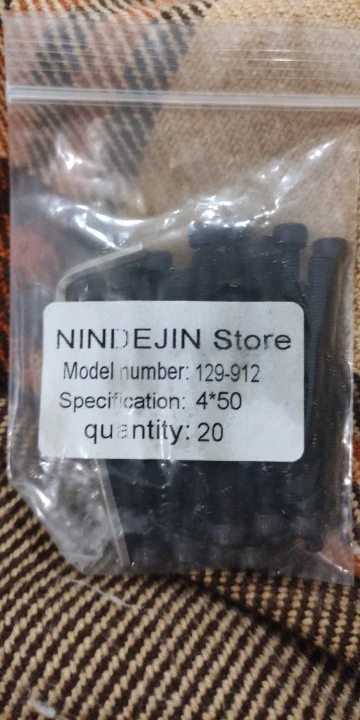 NINDEJIN Store
Model number: 129-912
Specification: 4*50
quantity: 20